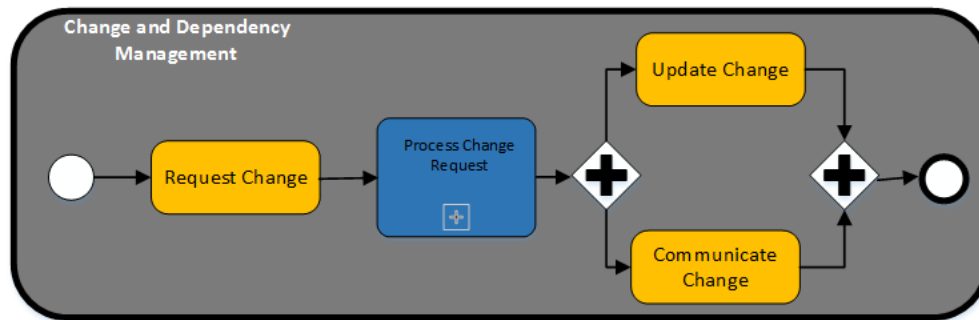 Change and Dependency
Management
Request Change
Process Change
Request
Update Change
Communicate
Change